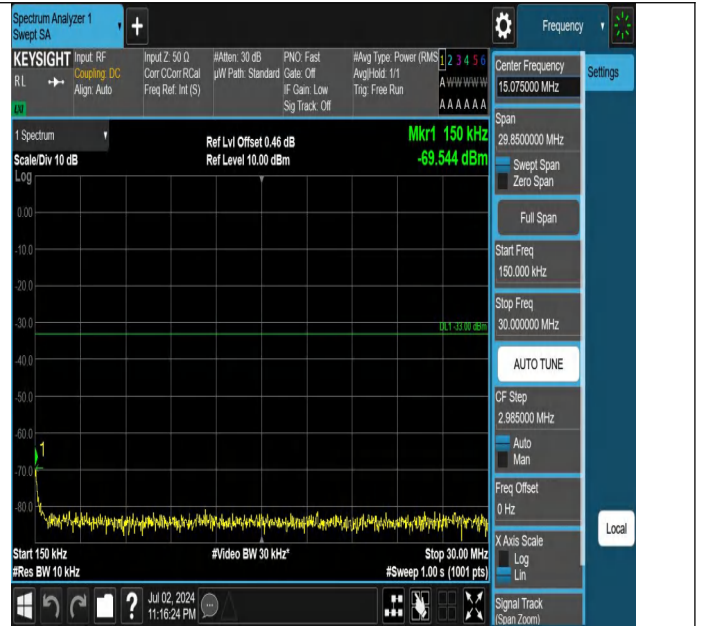 Spectrum Analyzer 1
Swept SA
+
Frequency
KEYSIGHT
RL
LXI
Input: RF
Coupling: DC
Align: Auto
Input Z: 50 Ω
Corr CCorr RCal
Freq Ref: Int (S)
#Atten: 30 dB
µW Path: Standard
PNO: Fast
Gate: Off
IF Gain: Low
Sig Track: Off
#Avg Type: Power (RMS
Avg|Hold: 1/1
Trig: Free Run
1 2 3 4 5 6
A W W W W W
A A A A A A
1 Spectrum
Scale/Div 10 dB
Log
Ref Lvl Offset 0.46 dB
Ref Level 10.00 dBm
Mkr1 150 kHz
-69.544 dBm
0.00
-10.0
-20.0
-30.0
DL1 -33.00 dBm
-40.0
-50.0
-60.0
1
-70.0
-80.0
Start 150 kHz
#Res BW 10 kHz
#Video BW 30 kHz*
Stop 30.00 MHz
#Sweep 1.00 s (1001 pts)
Center Frequency
15.075000 MHz
Settings
Span
29.8500000 MHz
Swept Span
Zero Span
Full Span
Start Freq
150.000 kHz
Stop Freq
30.000000 MHz
AUTO TUNE
CF Step
2.985000 MHz
Auto
Man
Freq Offset
0 Hz
Local
X Axis Scale
Log
Lin
Signal Track
(Span Zoom)
?
Jul 02, 2024
11:16:24 PM